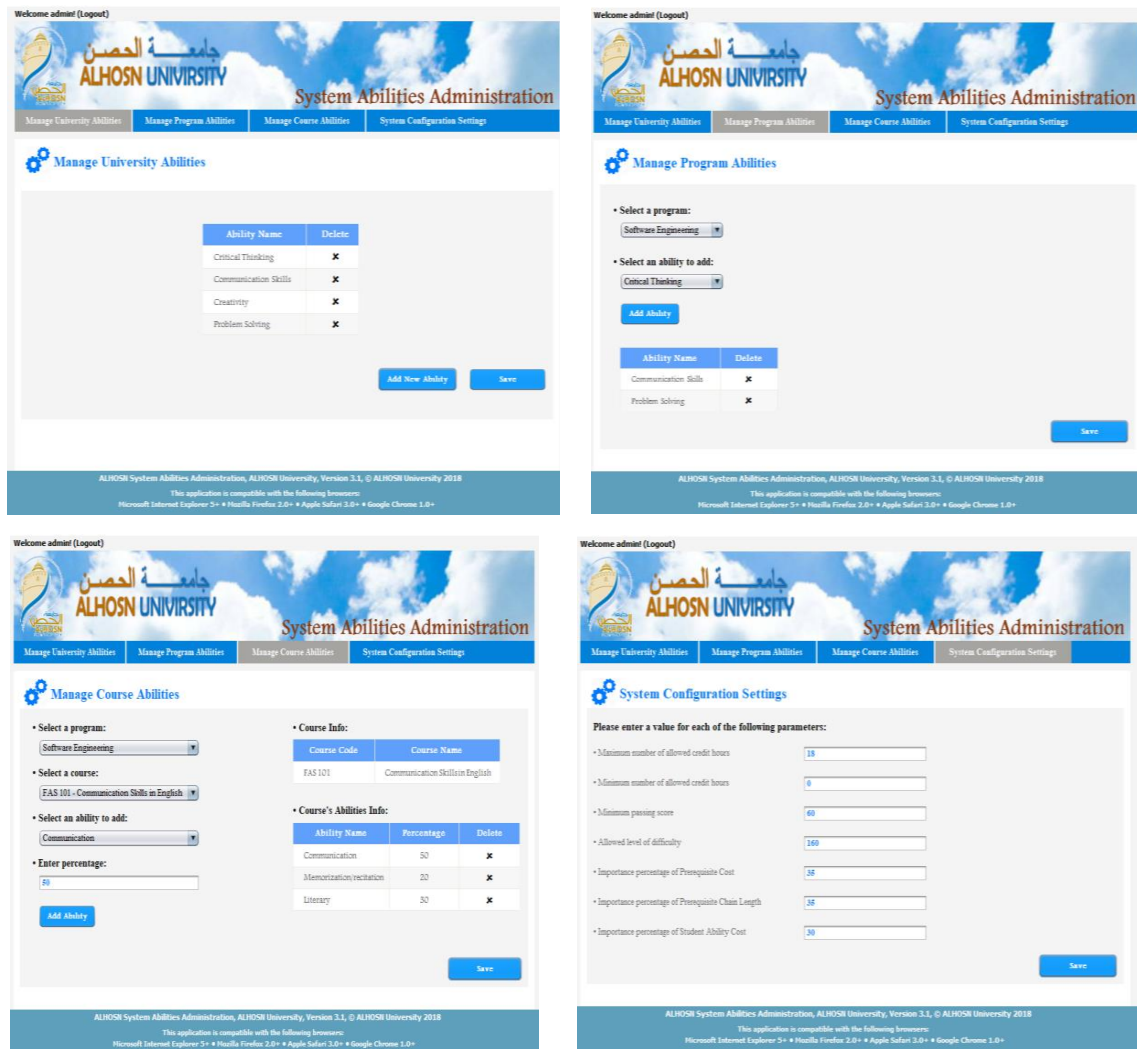 Welcome admin! (Logout)
جامعـــة الحصن
ALHOSN UNIVIRSITY
System Abilities Administration
Manage University Abilities
Manage Program Abilities
Manage Course Abilities
System Configuration Settings
Manage University Abilities
Ability Name Delete
Critical Thinking ✘
Communication Skills ✘
Creativity ✘
Problem Solving ✘
Add New Ability Save
ALHOSN System Abilities Administration, ALHOSN University, Version 3.1, © ALHOSN University 2018
This application is compatible with the following browsers:
Microsoft Internet Explorer 5+ • Mozilla Firefox 2.0+ • Apple Safari 3.0+ • Google Chrome 1.0+
Welcome admin! (Logout)
جامعـــة الحصن
ALHOSN UNIVIRSITY
System Abilities Administration
Manage University Abilities
Manage Program Abilities
Manage Course Abilities
System Configuration Settings
Manage Program Abilities
• Select a program:
Software Engineering
• Select an ability to add:
Critical Thinking
Add Ability
Ability Name Delete
Communication Skills ✘
Problem Solving ✘
Save
ALHOSN System Abilities Administration, ALHOSN University, Version 3.1, © ALHOSN University 2018
This application is compatible with the following browsers:
Microsoft Internet Explorer 5+ • Mozilla Firefox 2.0+ • Apple Safari 3.0+ • Google Chrome 1.0+
Welcome admin! (Logout)
جامعـــة الحصن
ALHOSN UNIVIRSITY
System Abilities Administration
Manage University Abilities
Manage Program Abilities
Manage Course Abilities
System Configuration Settings
Manage Course Abilities
• Select a program:
Software Engineering
• Select a course:
FAS 101 - Communication Skills in English
• Select an ability to add:
Communication
• Enter percentage:
50
Add Ability
• Course Info:
Course Code Course Name
FAS 101 Communication Skills in English
• Course's Abilities Info:
Ability Name Percentage Delete
Communication 50 ✘
Memorization/recitation 20 ✘
Literary 30 ✘
Save
ALHOSN System Abilities Administration, ALHOSN University, Version 3.1, © ALHOSN University 2018
This application is compatible with the following browsers:
Microsoft Internet Explorer 5+ • Mozilla Firefox 2.0+ • Apple Safari 3.0+ • Google Chrome 1.0+
Welcome admin! (Logout)
جامعـــة الحصن
ALHOSN UNIVIRSITY
System Abilities Administration
Manage University Abilities
Manage Program Abilities
Manage Course Abilities
System Configuration Settings
System Configuration Settings
Please enter a value for each of the following parameters:
• Maximum number of allowed credit hours 18
• Minimum number of allowed credit hours 0
• Minimum passing score 60
• Allowed level of difficulty 160
• Importance percentage of Prerequisite Cost 35
• Importance percentage of Prerequisite Chain Length 35
• Importance percentage of Student Ability Cost 30
Save
ALHOSN System Abilities Administration, ALHOSN University, Version 3.1, © ALHOSN University 2018
This application is compatible with the following browsers:
Microsoft Internet Explorer 5+ • Mozilla Firefox 2.0+ • Apple Safari 3.0+ • Google Chrome 1.0+